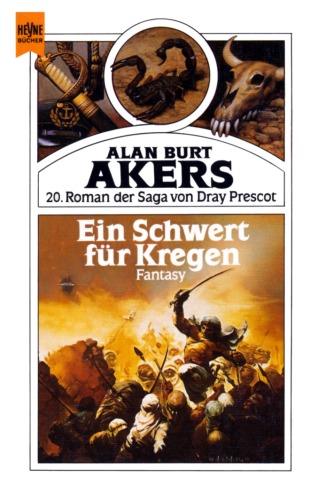 HEYNE
BÜCHER
ALAN BURT
AKERS
20. Roman der Saga von Dray Prescot
Ein Schwert
für Kregen
Fantasy